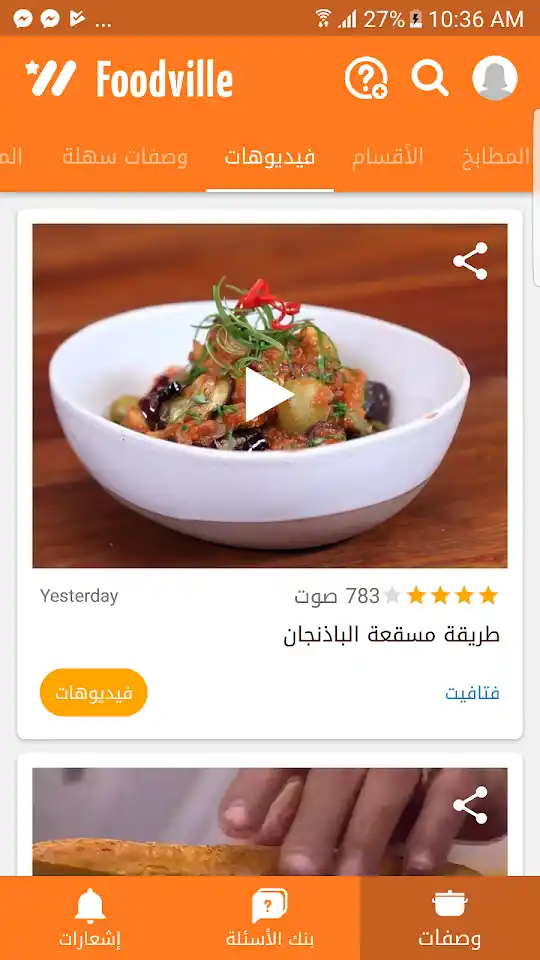 ... 27% 10:36 AM
Foodville
المطابخ الأقسام فيديوهات وصفات سهلة
Yesterday 783 صوت
طريقة مسقعة الباذنجان
فتافيت فيديوهات
وصفات بنك الأسئلة إشعارات